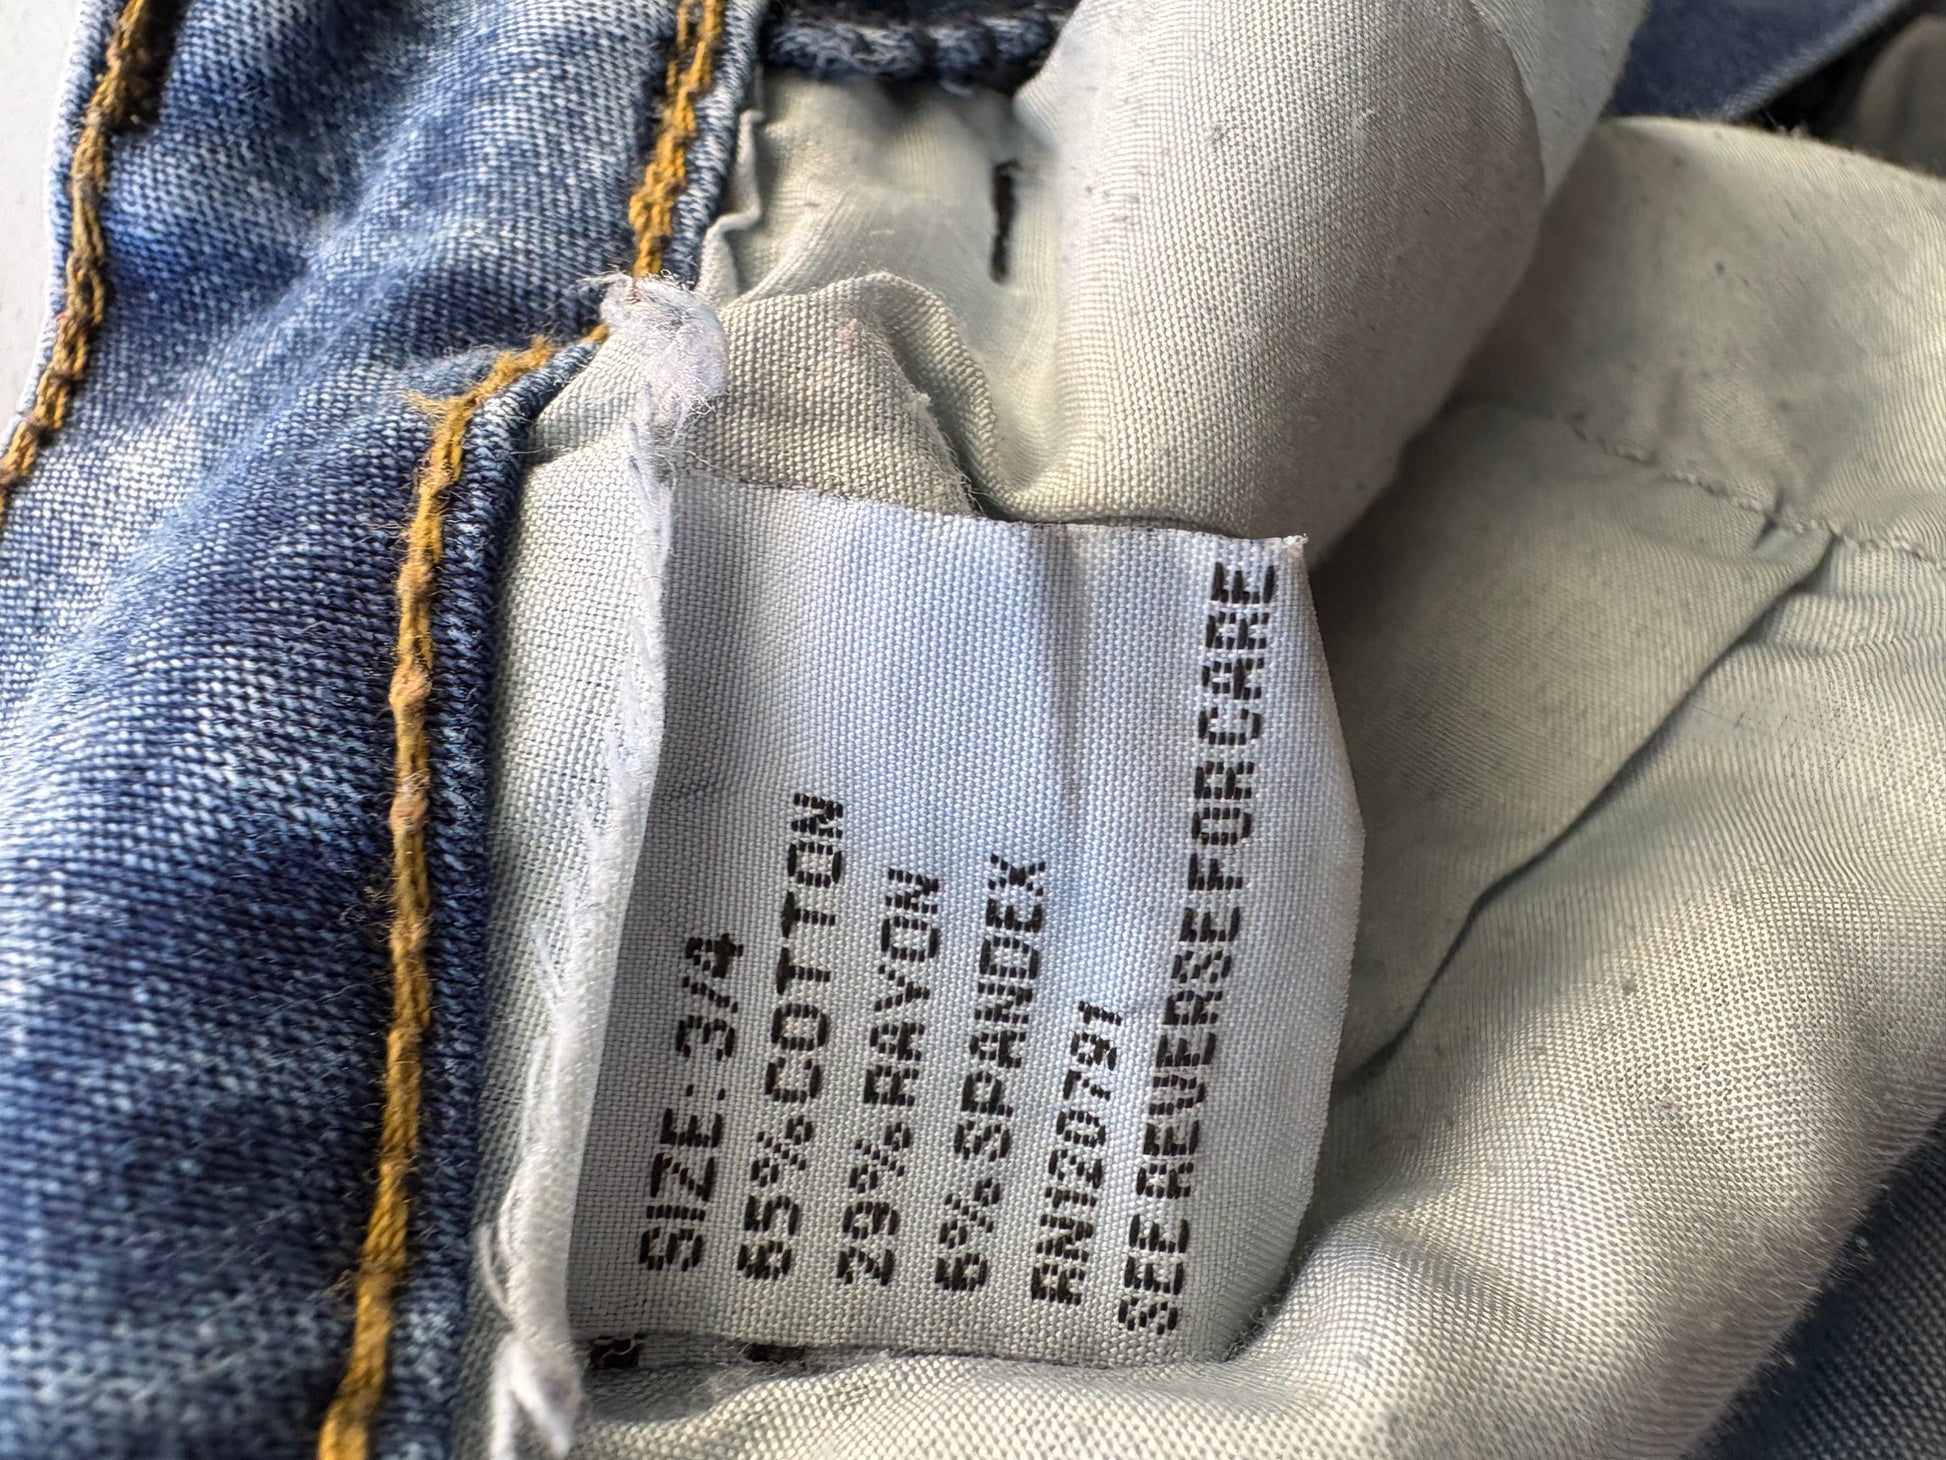 SIZE: 3/4
65% COTTON
29% RAYON
6% SPANDEX
RN120791
SEE REVERSE FOR CARE